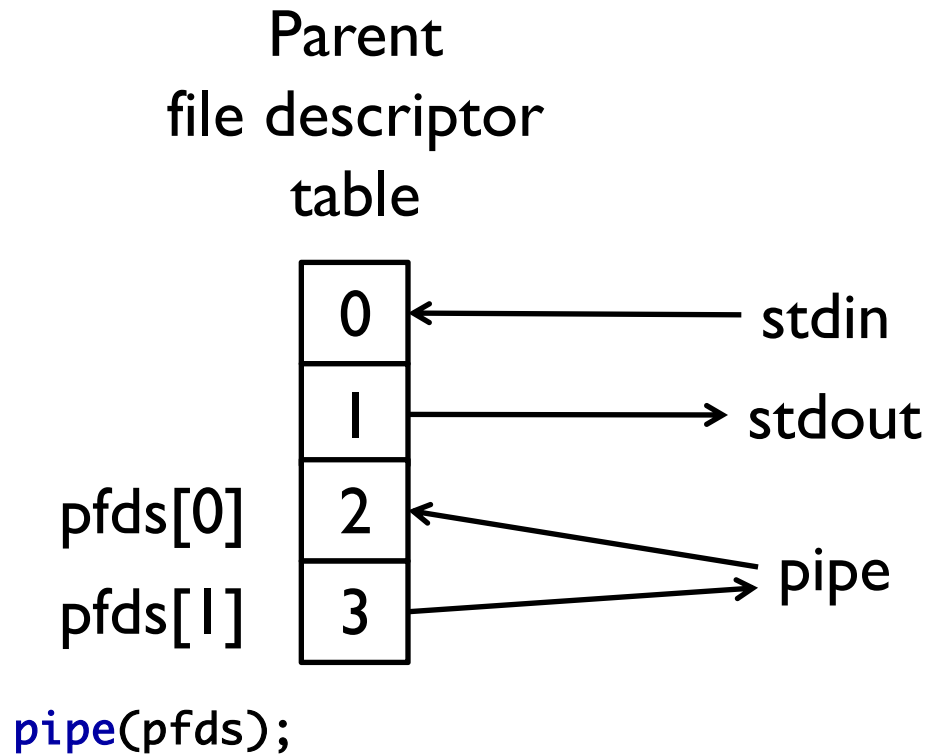 Parent
file descriptor
table
0 stdin
1 stdout
pfds[0] 2
pipe
pfds[1] 3
pipe(pfds);